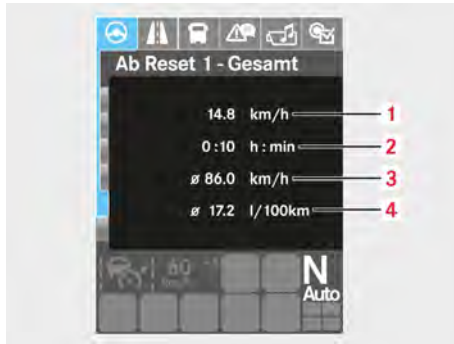 Ab Reset 1 - Gesamt
14.8 km/h 1
0:10 h : min 2
ø 86.0 km/h 3
ø 17.2 l/100km 4
60
N
Auto